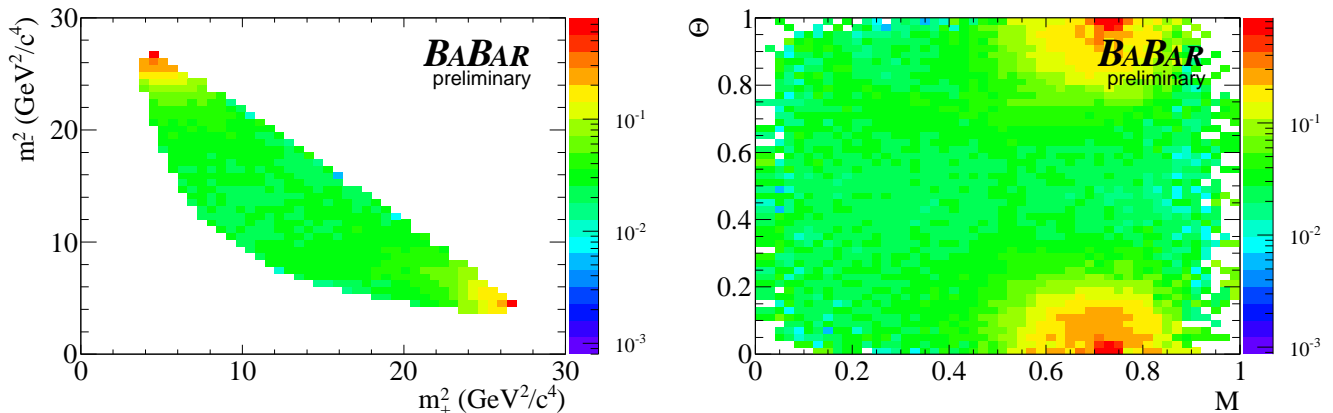 30
20
10
0
m²₋ (GeV²/c⁴)
0 10 20 30
m²₊ (GeV²/c⁴)
BABAR
preliminary
10⁻¹
10⁻²
10⁻³
Θ
1
0.8
0.6
0.4
0.2
0
0 0.2 0.4 0.6 0.8 1
M
BABAR
preliminary
10⁻¹
10⁻²
10⁻³